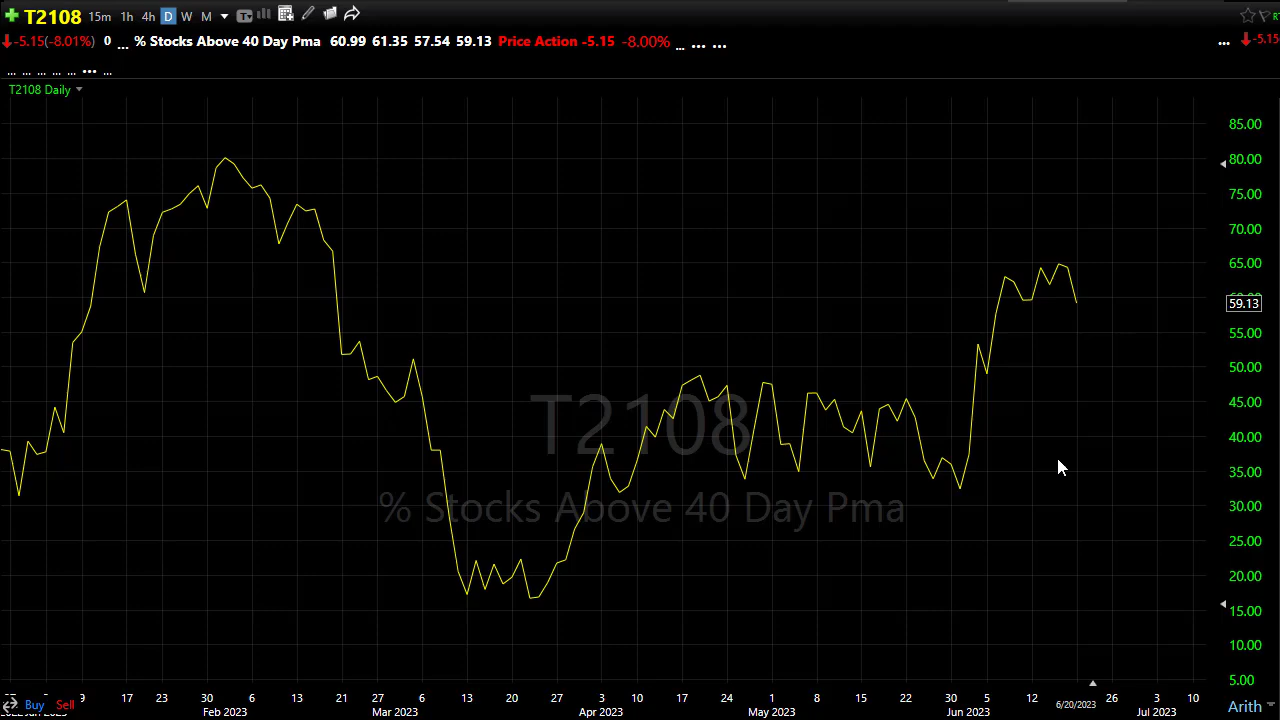 T2108 15m 1h 4h D W M
-5.15(-8.01%) 0 ... % Stocks Above 40 Day Pma 60.99 61.35 57.54 59.13 Price Action -5.15 -8.00% ... ... ... ... -5.15
... ... ... ... ... ... ...
T2108 Daily
85.00
80.00
75.00
70.00
65.00
59.13
55.00
50.00
45.00
40.00
35.00
30.00
25.00
20.00
15.00
10.00
5.00
T2108
% Stocks Above 40 Day Pma
9 17 23 30 6 13 21 27 6 13 20 27 3 10 17 24 1 8 15 22 30 5 12 6/20/2023 26 3 10
Buy Sell Feb 2023 Mar 2023 Apr 2023 May 2023 Jun 2023 Jul 2023 Arith